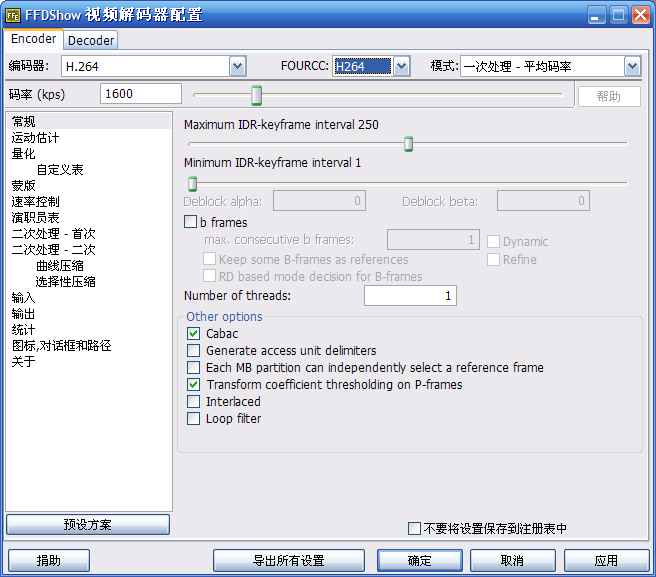 FFDShow 视频解码器配置
Encoder Decoder
编码器: H.264 FOURCC: H264 模式: 一次处理 - 平均码率
码率 (kps) 1600 帮助
常规
运动估计
量化
自定义表
蒙版
速率控制
演职员表
二次处理 - 首次
二次处理 - 二次
曲线压缩
选择性压缩
输入
输出
统计
图标,对话框和路径
关于
预设方案
Maximum IDR-keyframe interval 250
Minimum IDR-keyframe interval 1
Deblock alpha: 0 Deblock beta: 0
b frames
max. consecutive b frames: 1 Dynamic
Keep some B-frames as references Refine
RD based mode decision for B-frames
Number of threads: 1
Other options
Cabac
Generate access unit delimiters
Each MB partition can independently select a reference frame
Transform coefficient thresholding on P-frames
Interlaced
Loop filter
不要将设置保存到注册表中
捐助 导出所有设置 确定 取消 应用